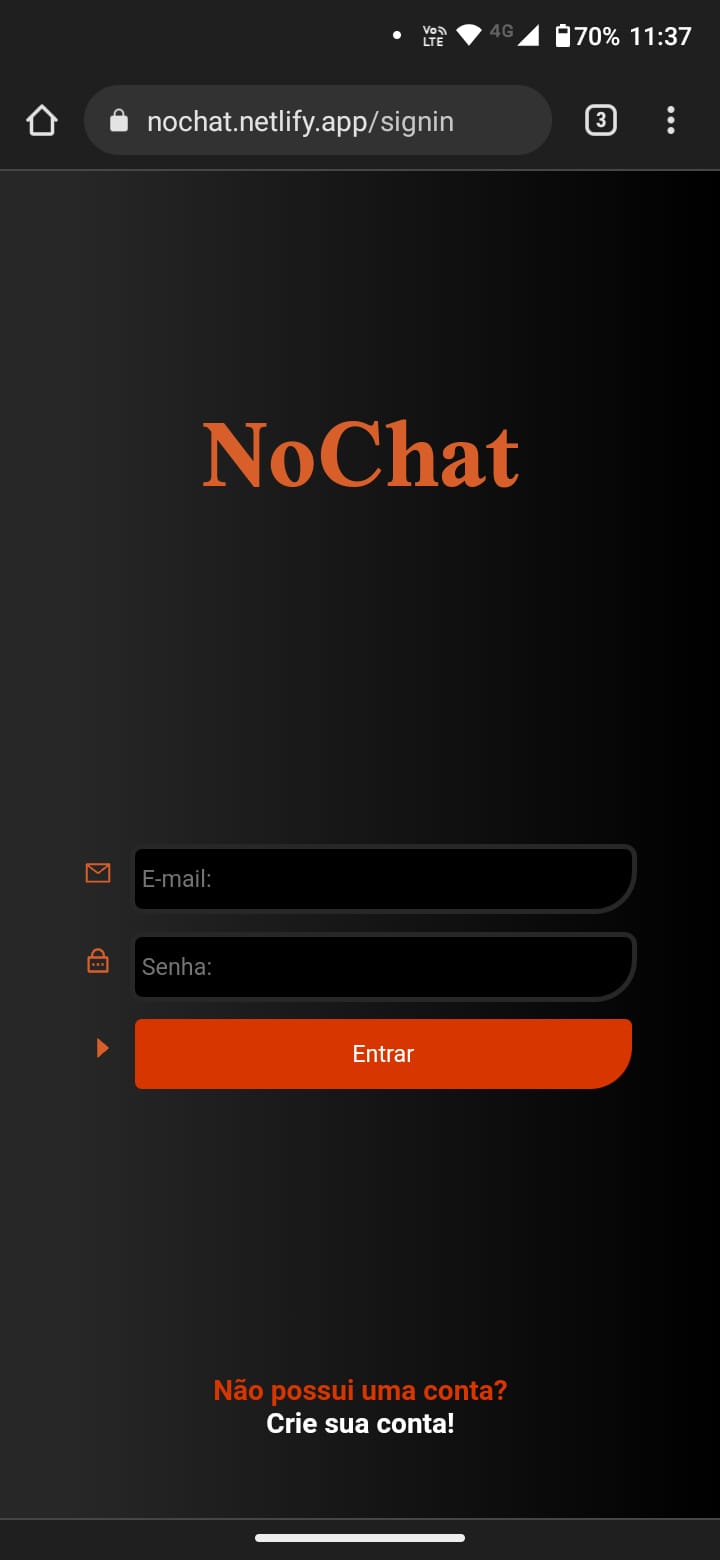 Vo LTE 4G 70% 11:37
nochat.netlify.app/signin 3
NoChat
E-mail:
Senha:
Entrar
Não possui uma conta?
Crie sua conta!